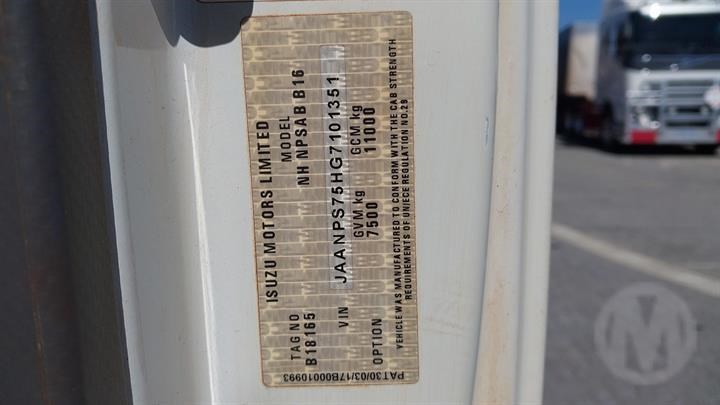 ISUZU MOTORS LIMITED
TAG NO MODEL
B18165 NH NPSAB B16
VIN JAANPS75HG7101351
GVM kg GCM kg
7500 11000
OPTION
VEHICLE WAS MANUFACTURED TO CONFORM WITH THE CAB STRENGTH
REQUIREMENTS OF UNIECE REGULATION NO.29
PAT30/03/17B00010993
M